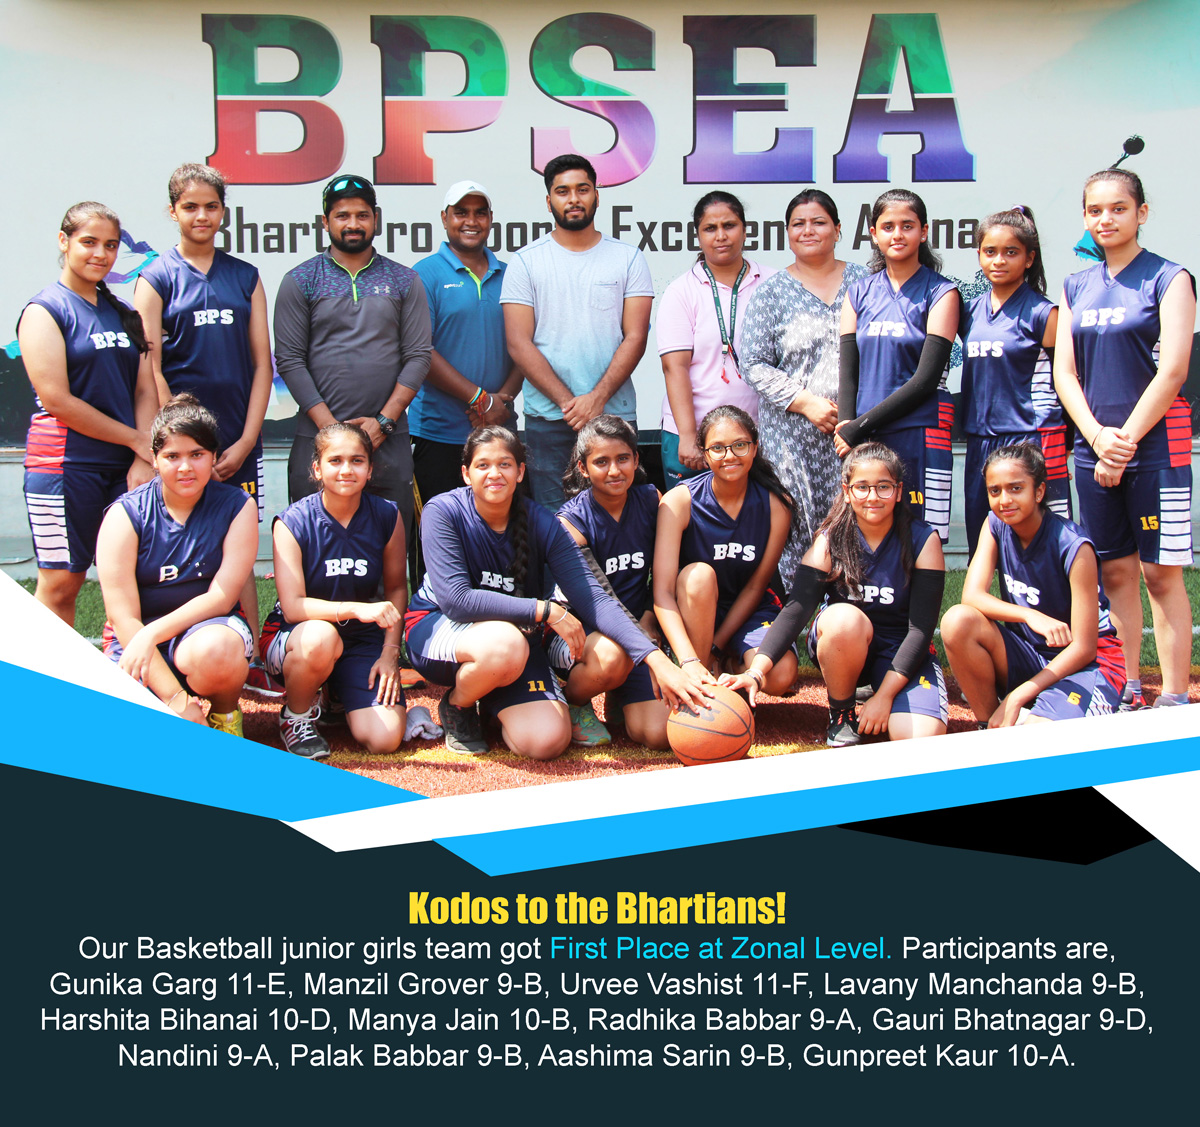 BPSEA
BPS
BPS
BPS
BPS
BPS
11
10
15
BPS
BPS
BPS
BPS
11
4
5
Kodos to the Bhartians!
Our Basketball junior girls team got First Place at Zonal Level. Participants are,
Gunika Garg 11-E, Manzil Grover 9-B, Urvee Vashist 11-F, Lavany Manchanda 9-B,
Harshita Bihanai 10-D, Manya Jain 10-B, Radhika Babbar 9-A, Gauri Bhatnagar 9-D,
Nandini 9-A, Palak Babbar 9-B, Aashima Sarin 9-B, Gunpreet Kaur 10-A.